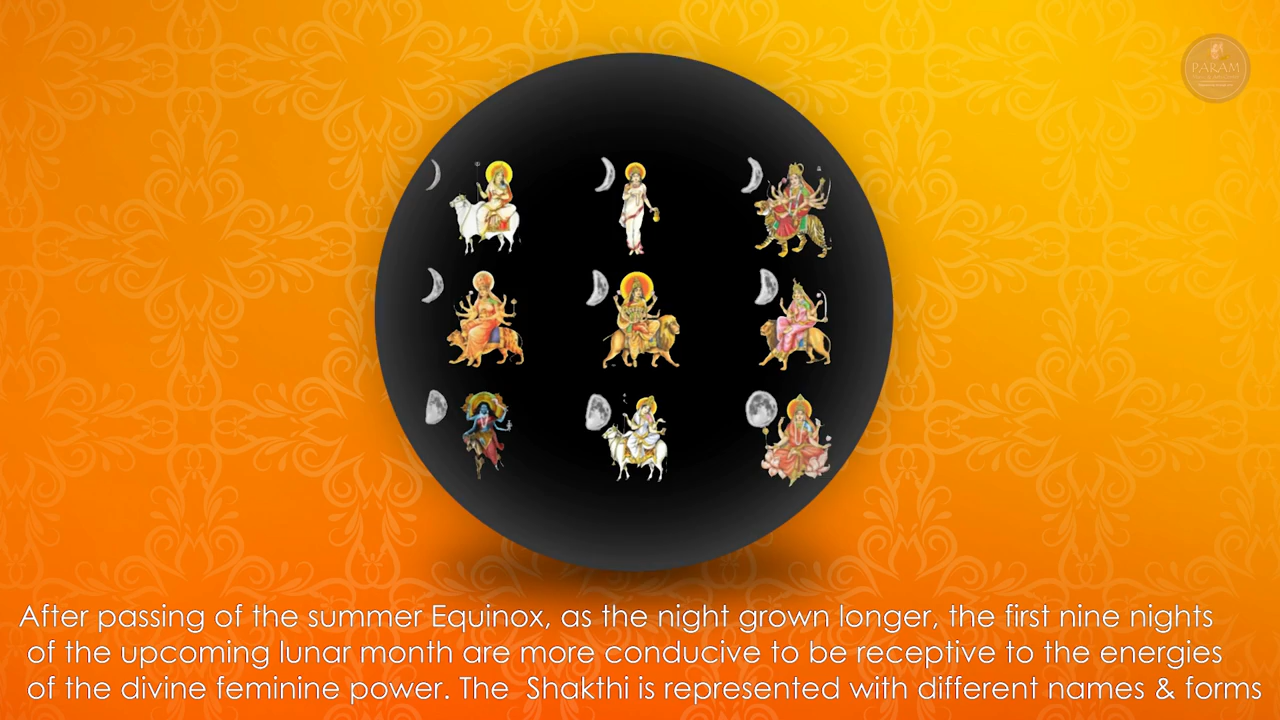 PARAM
After passing of the summer Equinox, as the night grown longer, the first nine nights
of the upcoming lunar month are more conducive to be receptive to the energies
of the divine feminine power. The Shakthi is represented with different names & forms